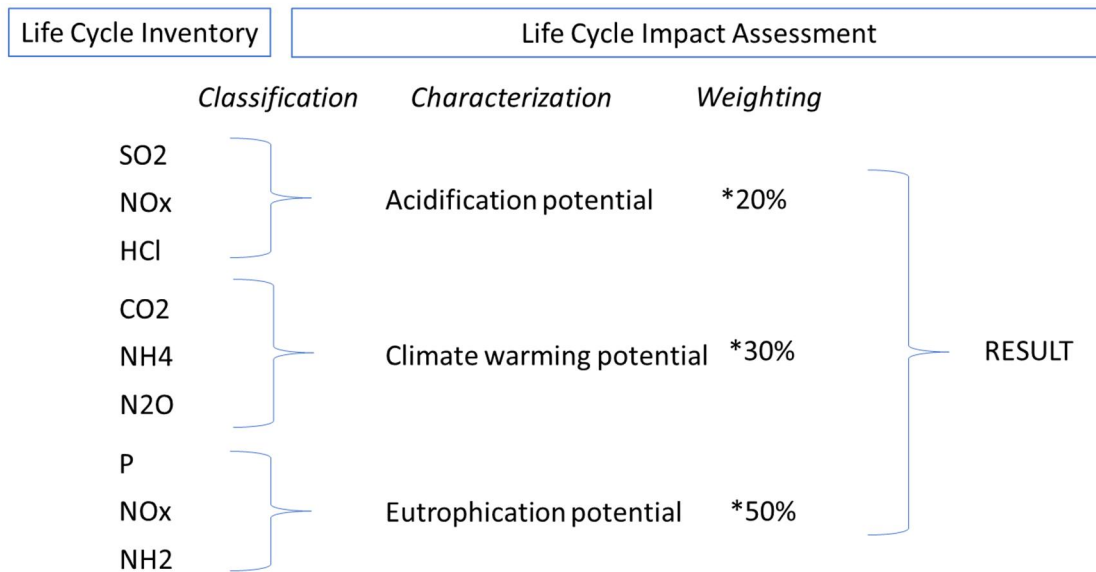 Life Cycle Inventory
Life Cycle Impact Assessment
Classification
Characterization
Weighting
SO2
NOx
HCl
Acidification potential
*20%
CO2
NH4
N2O
Climate warming potential
*30%
RESULT
P
NOx
NH2
Eutrophication potential
*50%